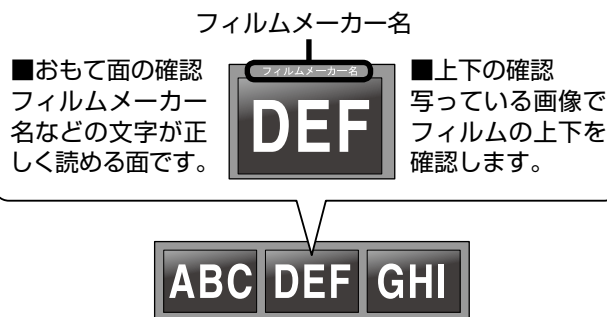 フィルムメーカー名
■おもて面の確認
フィルムメーカー
名などの文字が正
しく読める面です。
フィルムメーカー名
DEF
■上下の確認
写っている画像で
フィルムの上下を
確認します。
ABC DEF GHI